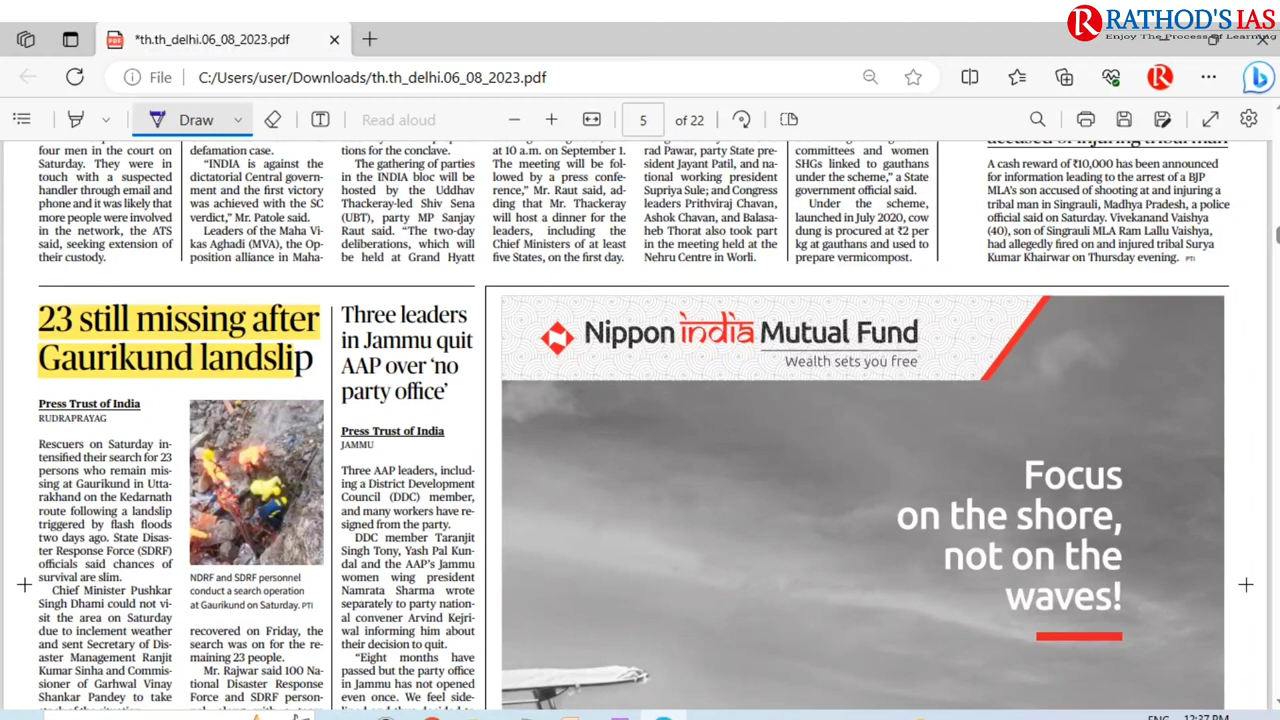 RATHOD'S IAS
Enjoy The Process of Learning
*th.th_delhi.06_08_2023.pdf
File
C:/Users/user/Downloads/th.th_delhi.06_08_2023.pdf
Draw
Read aloud
5
of 22
four men in the court on
Saturday. They were in
touch with a suspected
handler through email and
phone and it was likely that
more people were involved
in the network, the ATS
said, seeking extension of
their custody.
defamation case.
"INDIA is against the
dictatorial Central govern-
ment and the first victory
was achieved with the SC
verdict," Mr. Patole said.
Leaders of the Maha Vi-
kas Aghadi (MVA), the Op-
position alliance in Maha-
tions for the conclave.
The gathering of parties
in the INDIA bloc will be
hosted by the Uddhav
Thackeray-led Shiv Sena
(UBT), party MP Sanjay
Raut said. "The two-day
deliberations, which will
be held at Grand Hyatt
at 10 a.m. on September 1.
The meeting will be fol-
lowed by a press confe-
rence," Mr. Raut said, ad-
ding that Mr. Thackeray
will host a dinner for the
leaders, including the
Chief Ministers of at least
five States, on the first day.
rad Pawar, party State pre-
sident Jayant Patil, and na-
tional working president
Supriya Sule; and Congress
leaders Prithviraj Chavan,
Ashok Chavan, and Balasa-
heb Thorat also took part
in the meeting held at the
Nehru Centre in Worli.
committees and women
SHGs linked to gauthans
under the scheme," a State
government official said.
Under the scheme,
launched in July 2020, cow
dung is procured at ₹2 per
kg at gauthans and used to
prepare vermicompost.
accused of injuring tribal man
A cash reward of ₹10,000 has been announced
for information leading to the arrest of a BJP
MLA's son accused of shooting at and injuring a
tribal man in Singrauli, Madhya Pradesh, a police
official said on Saturday. Vivekanand Vaishya
(40), son of Singrauli MLA Ram Lallu Vaishya,
had allegedly fired on and injured tribal Surya
Kumar Khairwar on Thursday evening. PTI
23 still missing after
Gaurikund landslip
Press Trust of India
RUDRAPRAYAG
Rescuers on Saturday in-
tensified their search for 23
persons who remain mis-
sing at Gaurikund in Utta-
rakhand on the Kedarnath
route following a landslip
triggered by flash floods
two days ago. State Disas-
ter Response Force (SDRF)
officials said chances of
survival are slim.
Chief Minister Pushkar
Singh Dhami could not vi-
sit the area on Saturday
due to inclement weather
and sent Secretary of Dis-
aster Management Ranjit
Kumar Sinha and Commis-
sioner of Garhwal Vinay
Shankar Pandey to take
NDRF and SDRF personnel
conduct a search operation
at Gaurikund on Saturday. PTI
recovered on Friday, the
search was on for the re-
maining 23 people.
Mr. Rajwar said 100 Na-
tional Disaster Response
Force and SDRF person-
Three leaders
in Jammu quit
AAP over 'no
party office'
Press Trust of India
JAMMU
Three AAP leaders, includ-
ing a District Development
Council (DDC) member,
and many workers have re-
signed from the party.
DDC member Taranjit
Singh Tony, Yash Pal Kun-
dal and the AAP's Jammu
women wing president
Namrata Sharma wrote
separately to party nation-
al convener Arvind Kejri-
wal informing him about
their decision to quit.
"Eight months have
passed but the party office
in Jammu has not opened
even once. We feel side-
Nippon india Mutual Fund
Wealth sets you free
Focus
on the shore,
not on the
waves!
ENG 12:37 PM